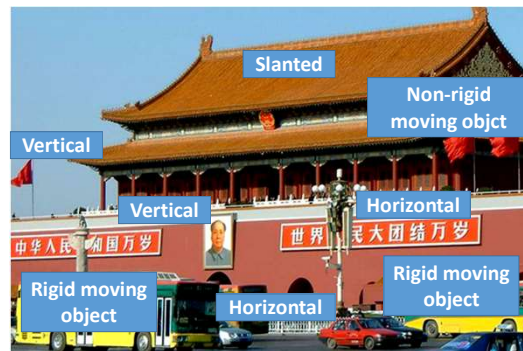 Slanted
Non-rigid
moving objct
Vertical
Vertical
Horizontal
中华人民 和国万岁
世界 民大团结万岁
Rigid moving
object
Horizontal
Rigid moving
object